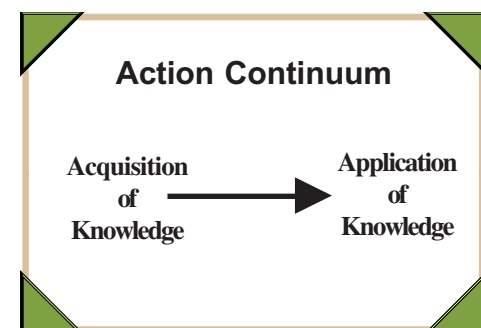 Action Continuum
Acquisition
of
Knowledge
Application
of
Knowledge